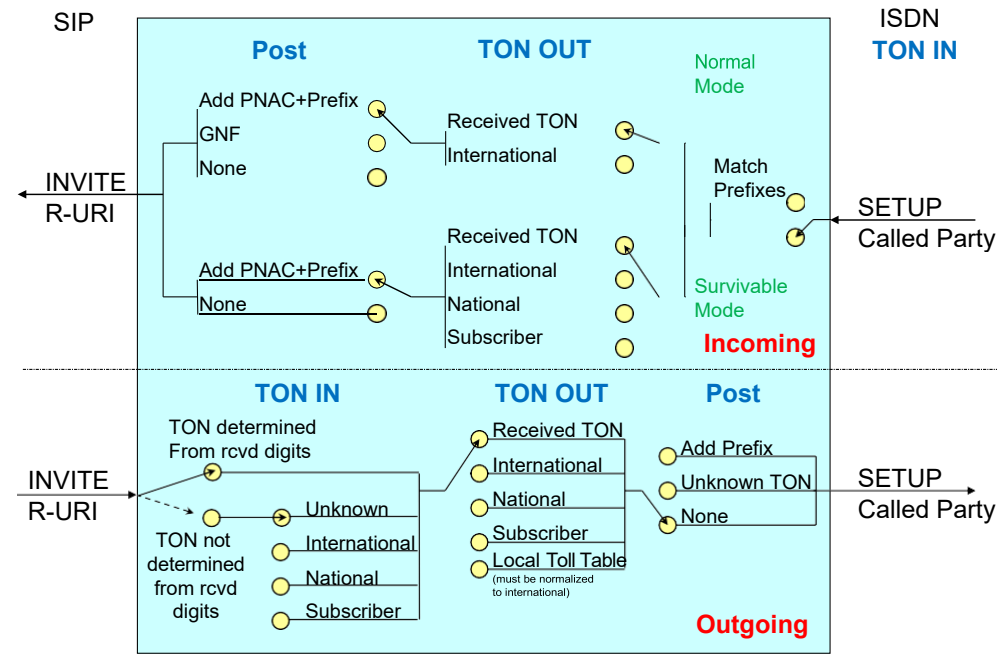 SIP
ISDN
TON IN
Post
TON OUT
Normal
Mode
Add PNAC+Prefix
GNF
None
Received TON
International
Match
Prefixes
INVITE
R-URI
SETUP
Called Party
Add PNAC+Prefix
None
Received TON
International
National
Subscriber
Survivable
Mode
Incoming
TON IN
TON OUT
Post
TON determined
From rcvd digits
INVITE
R-URI
Unknown
International
National
Subscriber
TON not
determined
from rcvd
digits
Received TON
International
National
Subscriber
Local Toll Table
(must be normalized
to international)
Add Prefix
Unknown TON
None
SETUP
Called Party
Outgoing